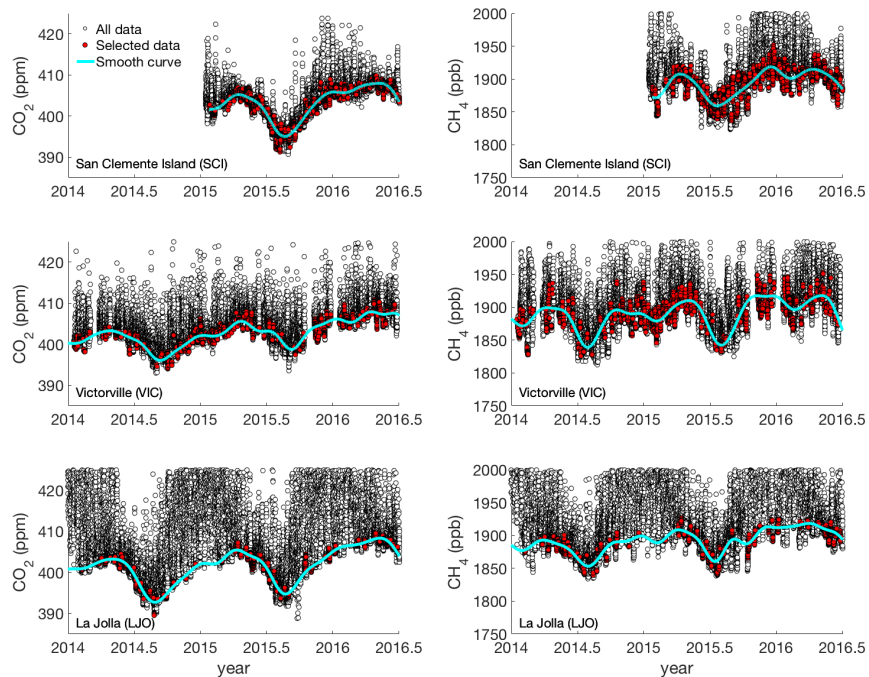 420
410
400
390
CO2 (ppm)
All data
Selected data
Smooth curve
San Clemente Island (SCI)
2014 2014.5 2015 2015.5 2016 2016.5
2000
1950
1900
1850
1800
1750
CH4 (ppb)
San Clemente Island (SCI)
2014 2014.5 2015 2015.5 2016 2016.5
420
410
400
390
CO2 (ppm)
Victorville (VIC)
2014 2014.5 2015 2015.5 2016 2016.5
2000
1950
1900
1850
1800
1750
CH4 (ppb)
Victorville (VIC)
2014 2014.5 2015 2015.5 2016 2016.5
420
410
400
390
CO2 (ppm)
La Jolla (LJO)
2014 2014.5 2015 2015.5 2016 2016.5
year
2000
1950
1900
1850
1800
1750
CH4 (ppb)
La Jolla (LJO)
2014 2014.5 2015 2015.5 2016 2016.5
year